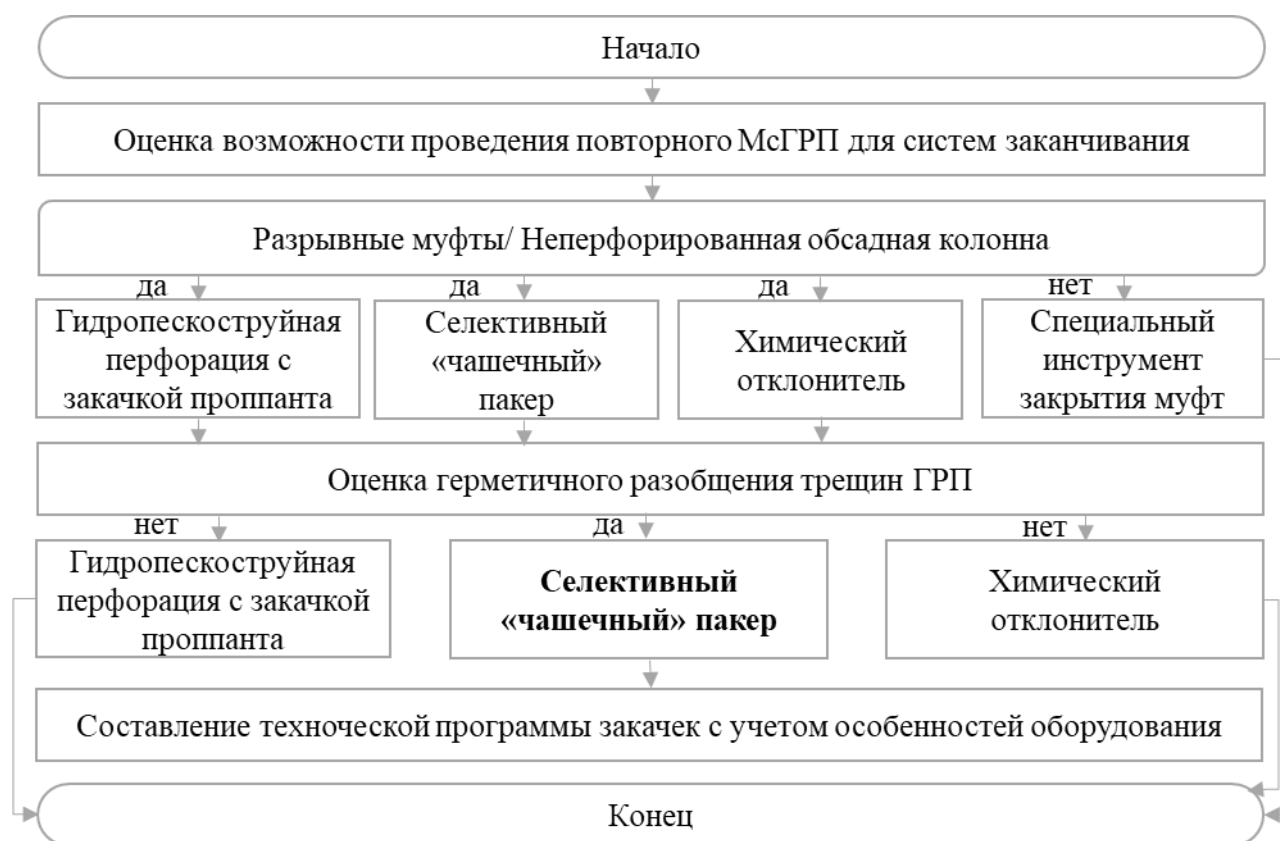 Начало
Оценка возможности проведения повторного МсГРП для систем заканчивания
Разрывные муфты/ Неперфорированная обсадная колонна
да
да
да
нет
Гидропескоструйная
перфорация с
закачкой проппанта
Селективный
«чашечный»
пакер
Химический
отклонитель
Специальный
инструмент
закрытия муфт
Оценка герметичного разобщения трещин ГРП
нет
да
нет
Гидропескоструйная
перфорация с закачкой
проппанта
Селективный
«чашечный» пакер
Химический
отклонитель
Составление техноческой программы закачек с учетом особенностей оборудования
Конец